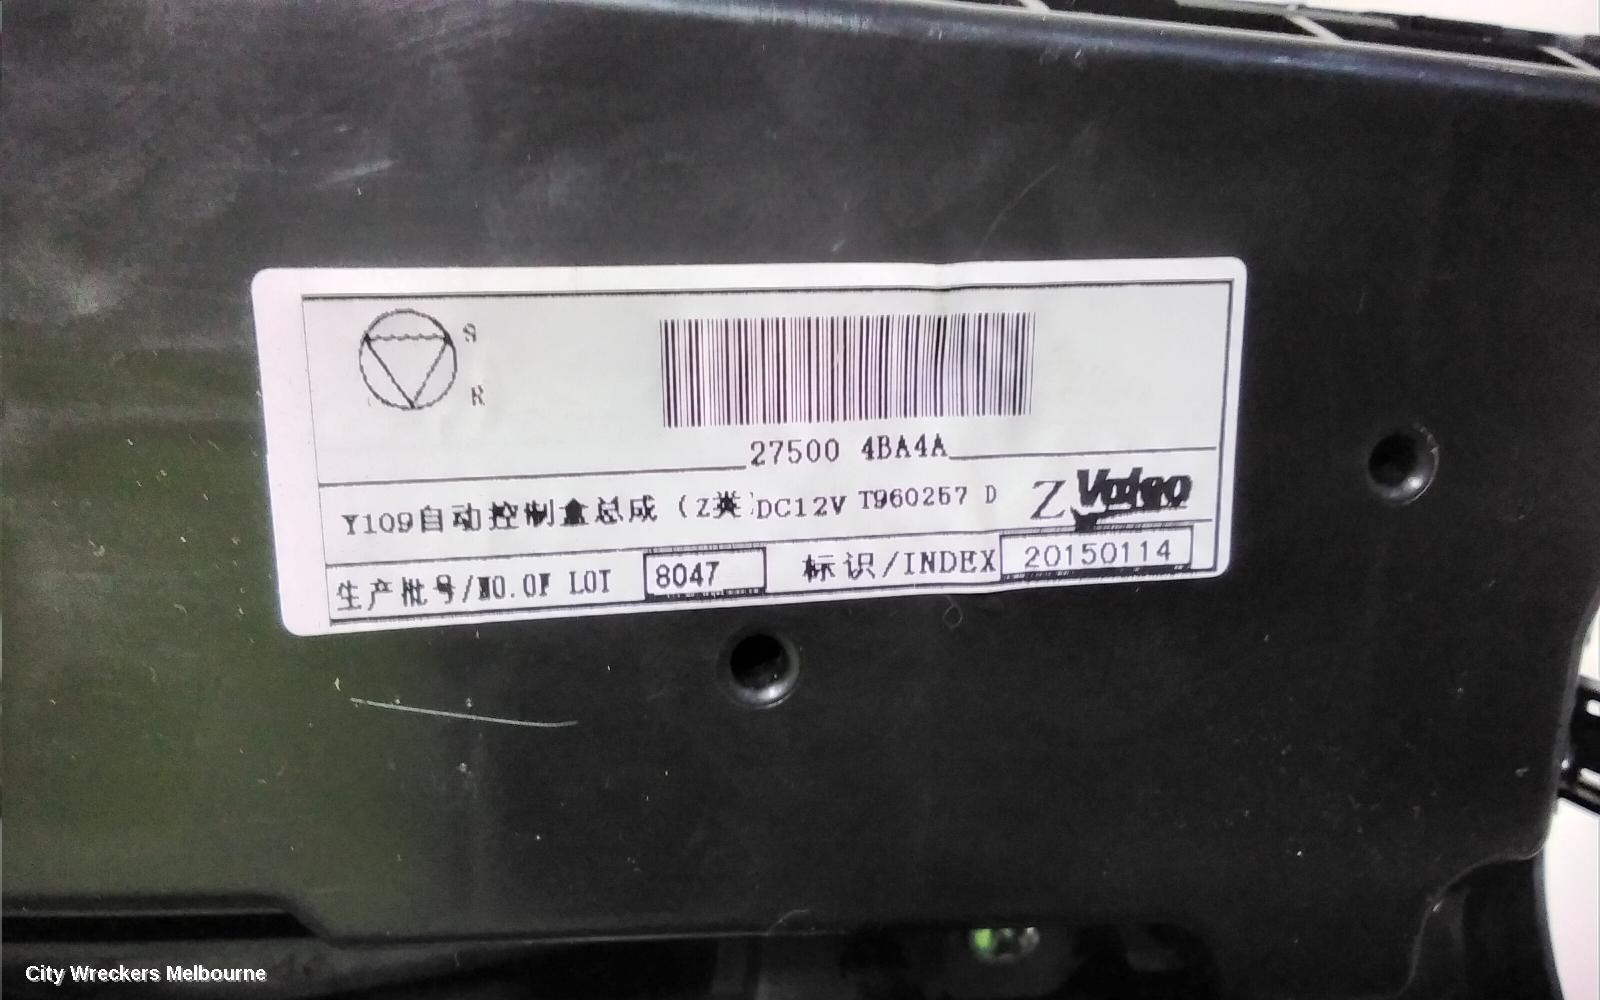 S
R
27500 4BA4A
Y109自动控制盒总成 (Z类 DC12V T960257 D Z Valeo
生产批号/NO.OF LOT 8047 标识/INDEX 20150114
City Wreckers Melbourne